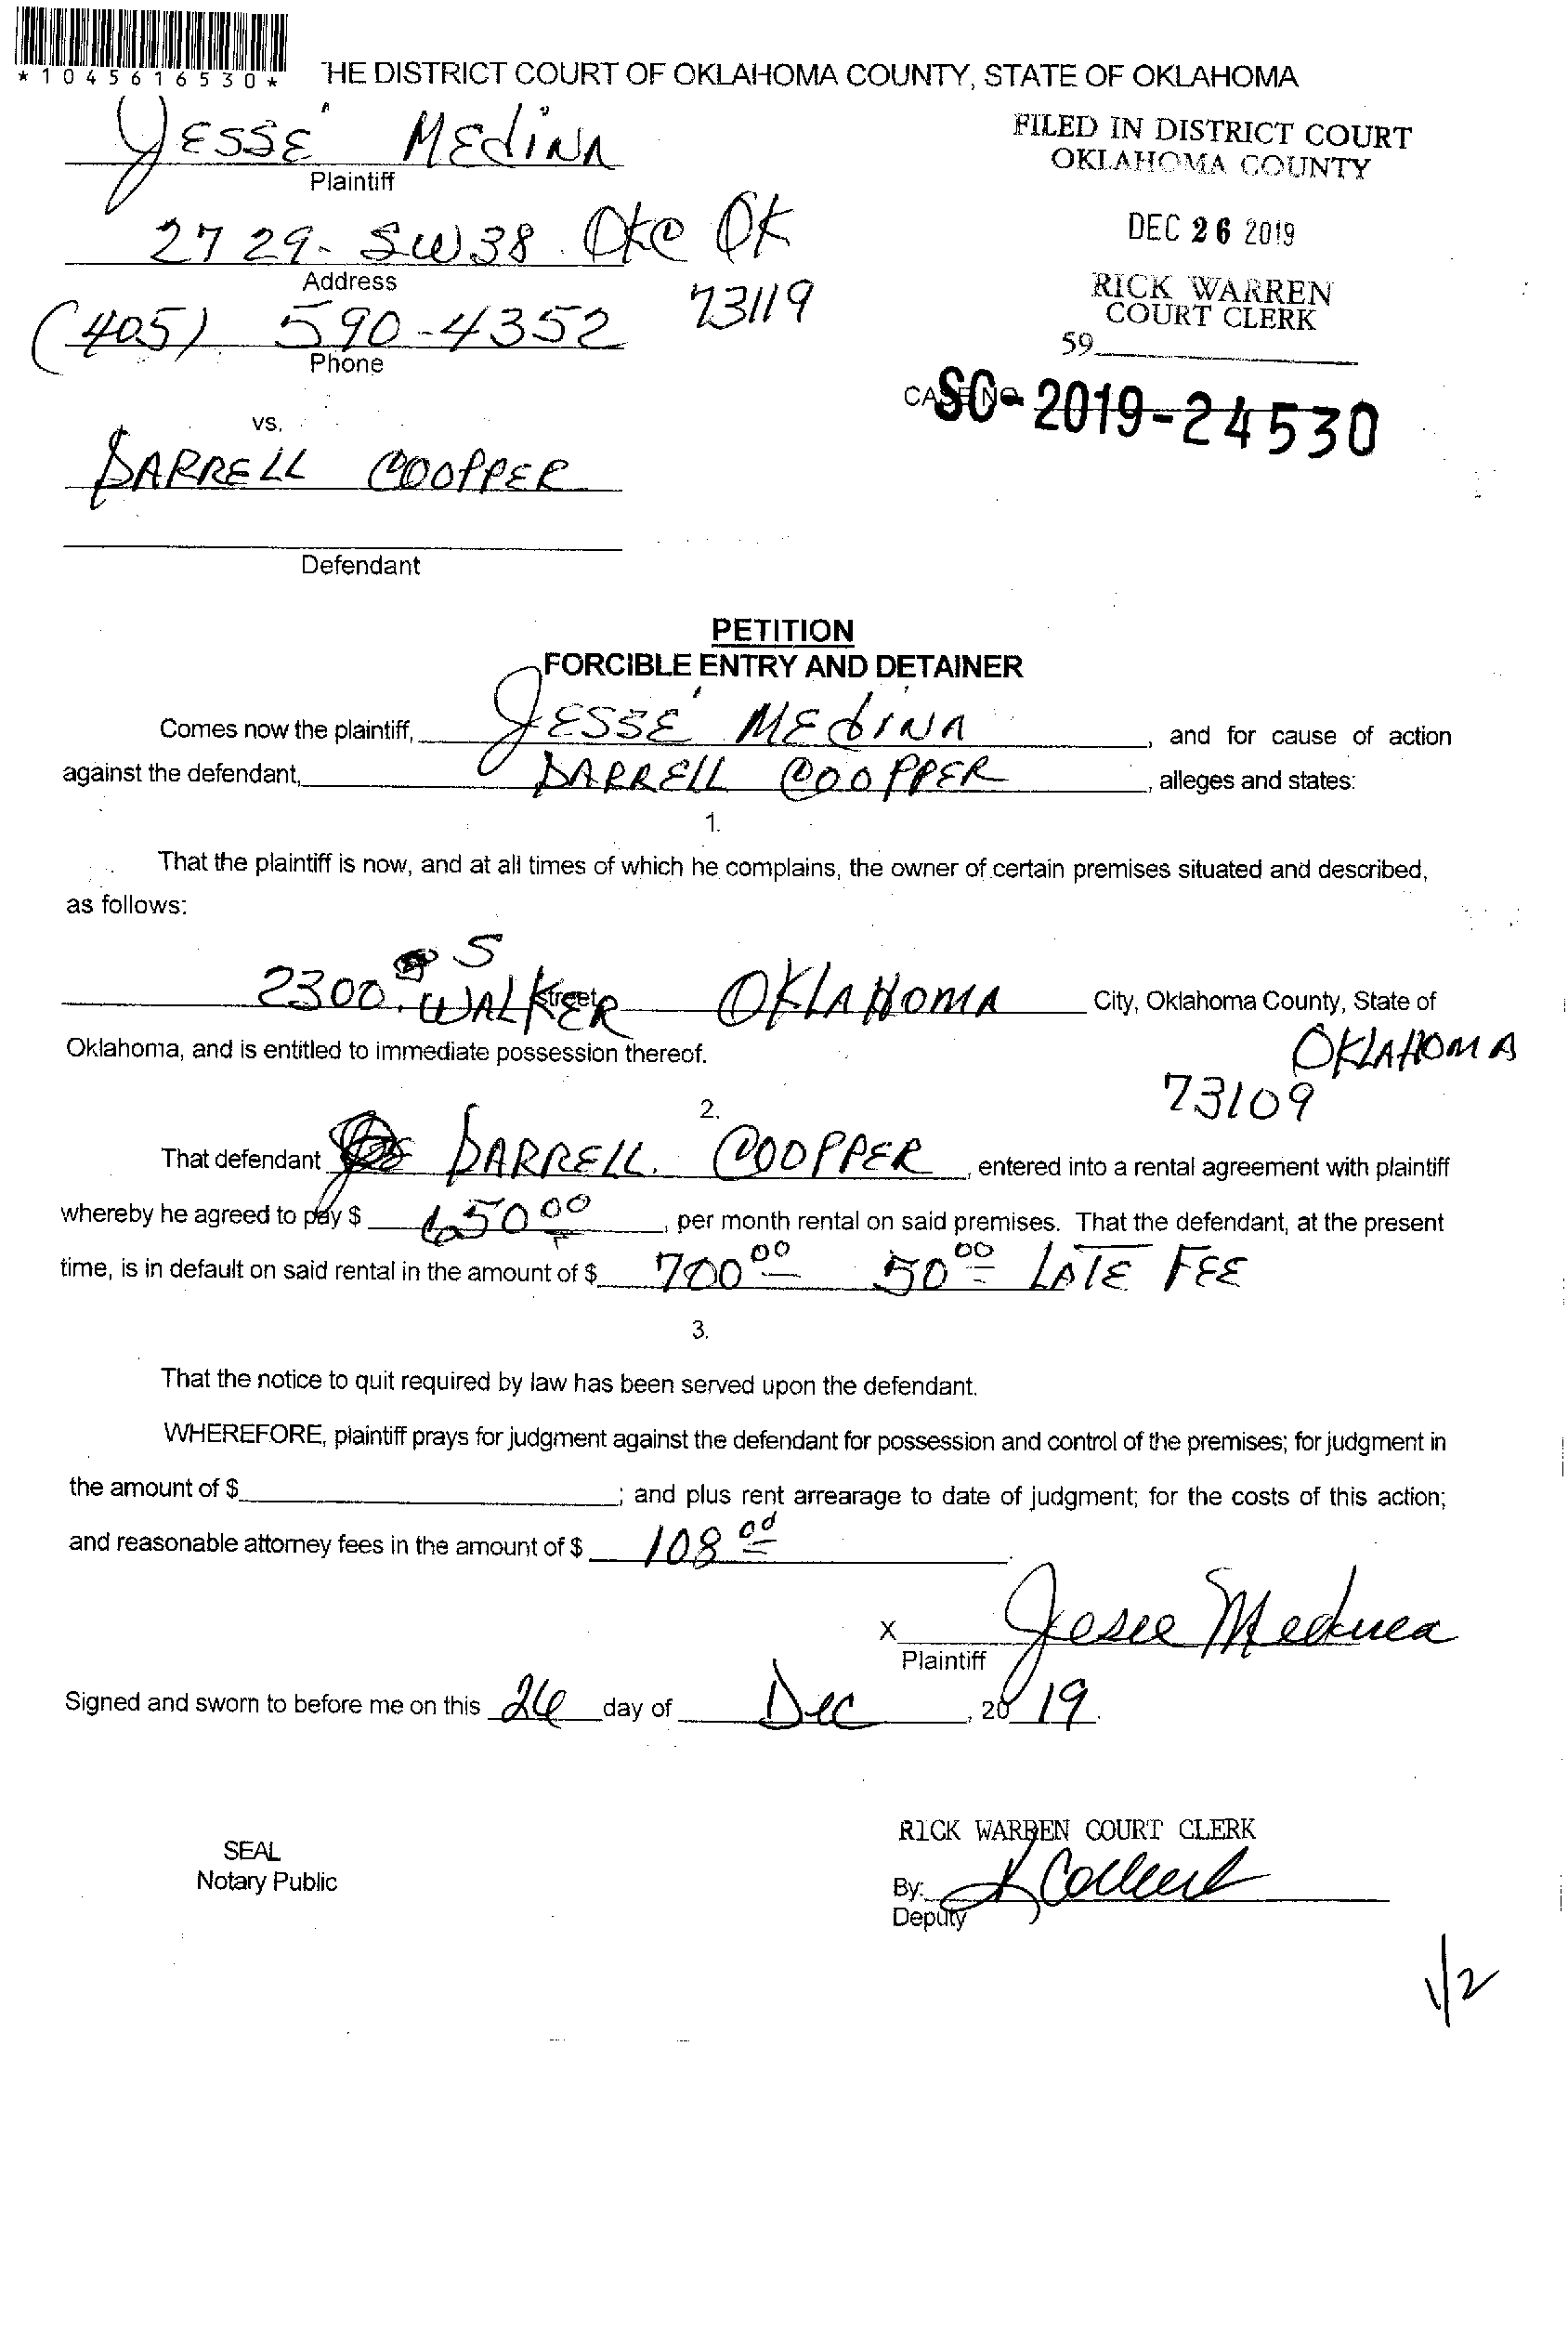 *1045616530*
THE DISTRICT COURT OF OKLAHOMA COUNTY, STATE OF OKLAHOMA
JESSE MEdiNA
Plaintiff
FILED IN DISTRICT COURT
OKLAHOMA COUNTY
2729- SW 38. OKC OK
Address
73119
DEC 26 2019
(405) 590-4352
Phone
RICK WARREN
COURT CLERK
59
CASE NO.
SC-2019-24530
vs.
DARRELL COOPPER
Defendant
PETITION
FORCIBLE ENTRY AND DETAINER
Comes now the plaintiff, JESSE MEdiNA, and for cause of action
against the defendant, DARRELL COOPPER, alleges and states:
1.
That the plaintiff is now, and at all times of which he complains, the owner of certain premises situated and described,
as follows:
2300. S WALKER Street OKLAHOMA City, Oklahoma County, State of
Oklahoma, and is entitled to immediate possession thereof. OKLAHOMA
73109
2.
That defendant DARRELL. COOPPER, entered into a rental agreement with plaintiff
whereby he agreed to pay $ 650 00, per month rental on said premises. That the defendant, at the present
time, is in default on said rental in the amount of $ 700 00 50 00 LATE FEE
3.
That the notice to quit required by law has been served upon the defendant.
WHEREFORE, plaintiff prays for judgment against the defendant for possession and control of the premises; for judgment in
the amount of $ ; and plus rent arrearage to date of judgment; for the costs of this action;
and reasonable attorney fees in the amount of $ 108 00.
x Jesse Medina
Plaintiff
Signed and sworn to before me on this 26 day of Dec, 2019.
SEAL
Notary Public
RICK WARREN COURT CLERK
By:
Deputy
1/2